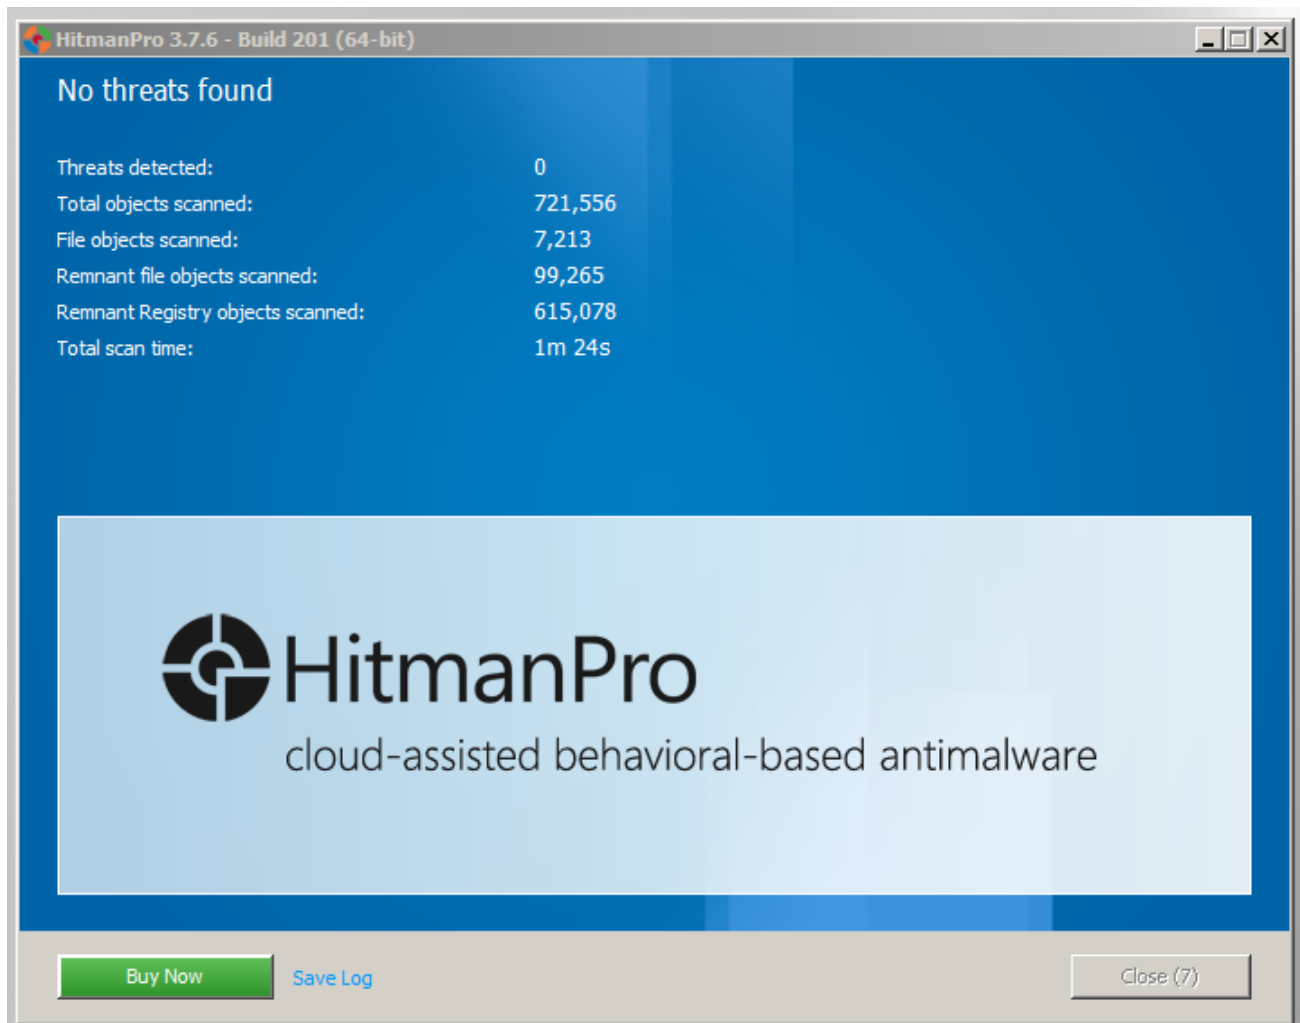 HitmanPro 3.7.6 - Build 201 (64-bit)
No threats found
Threats detected: 0
Total objects scanned: 721,556
File objects scanned: 7,213
Remnant file objects scanned: 99,265
Remnant Registry objects scanned: 615,078
Total scan time: 1m 24s
HitmanPro
cloud-assisted behavioral-based antimalware
Buy Now Save Log Close (7)